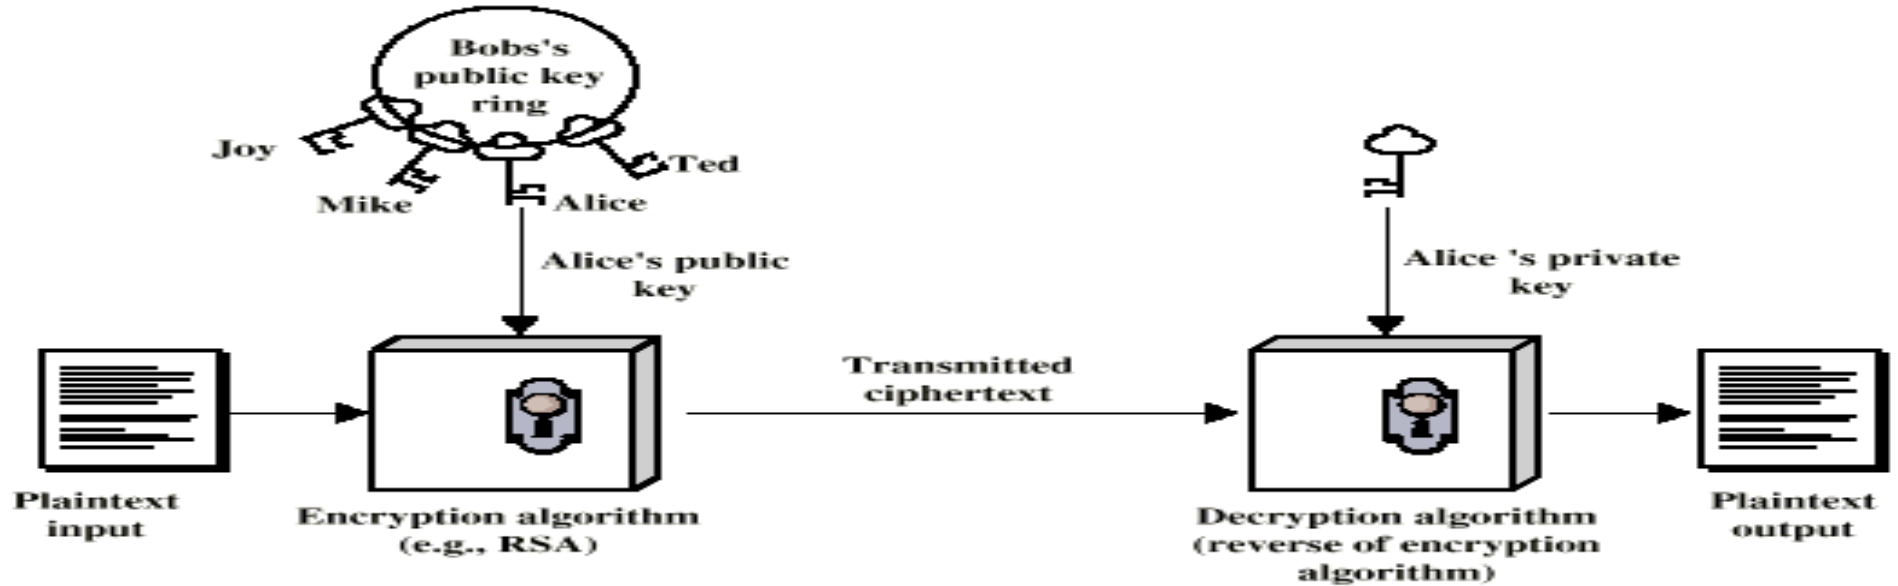 Bobs's
public key
ring
Joy
Ted
Mike
Alice
Alice's public
key
Alice 's private
key
Transmitted
ciphertext
Plaintext
input
Encryption algorithm
(e.g., RSA)
Decryption algorithm
(reverse of encryption
algorithm)
Plaintext
output